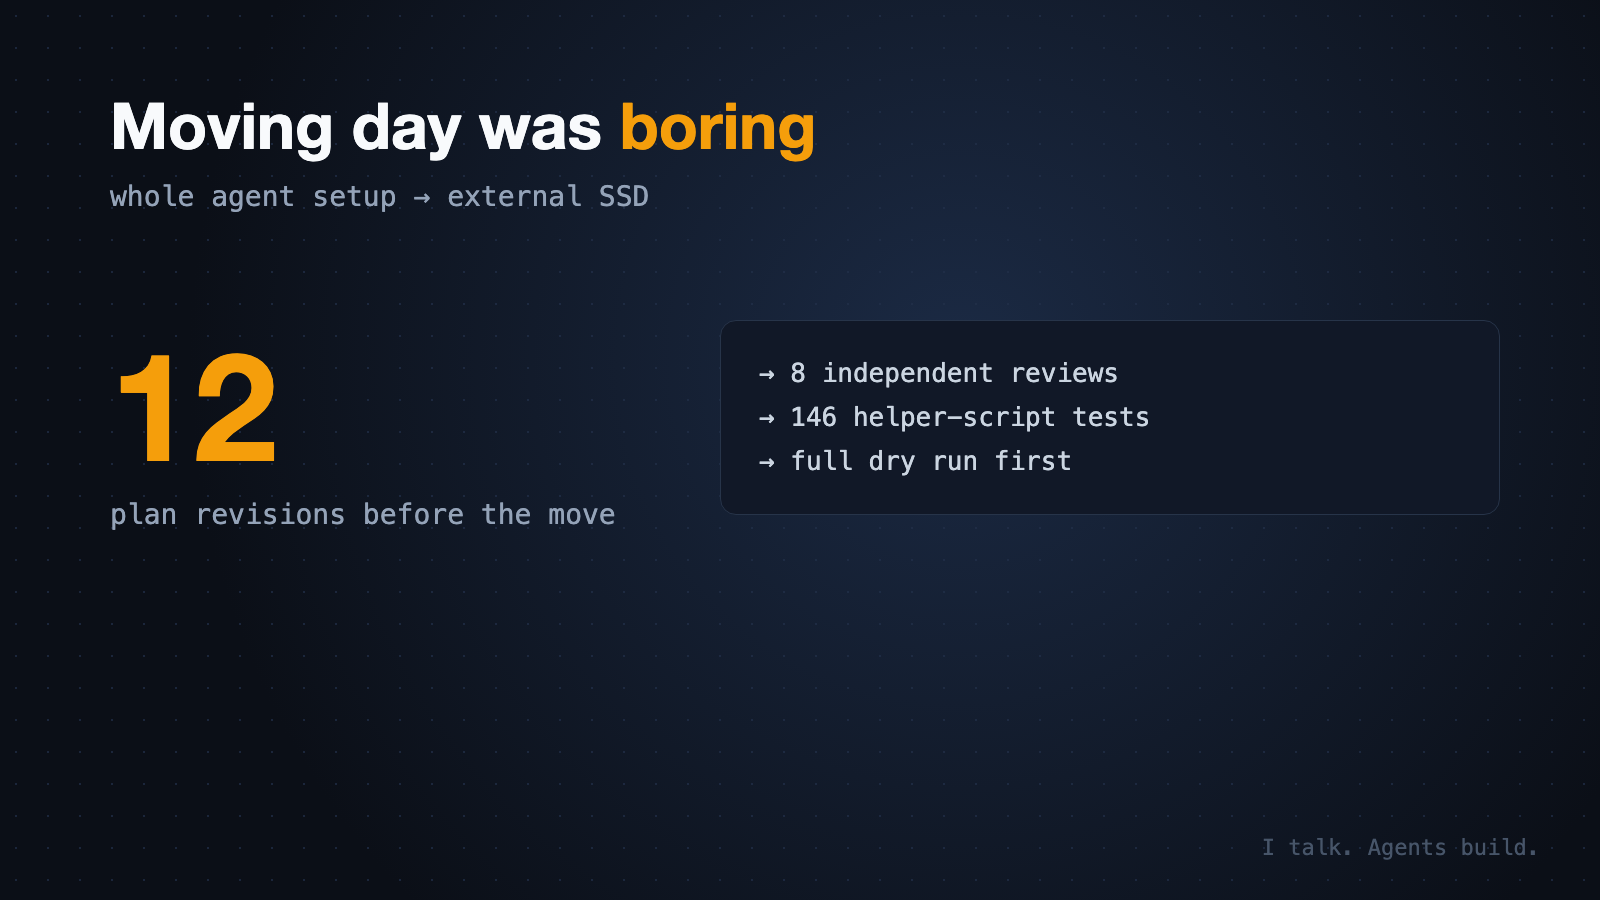 Moving day was boring
whole agent setup → external SSD
12
plan revisions before the move
→ 8 independent reviews
→ 146 helper-script tests
→ full dry run first
I talk. Agents build.